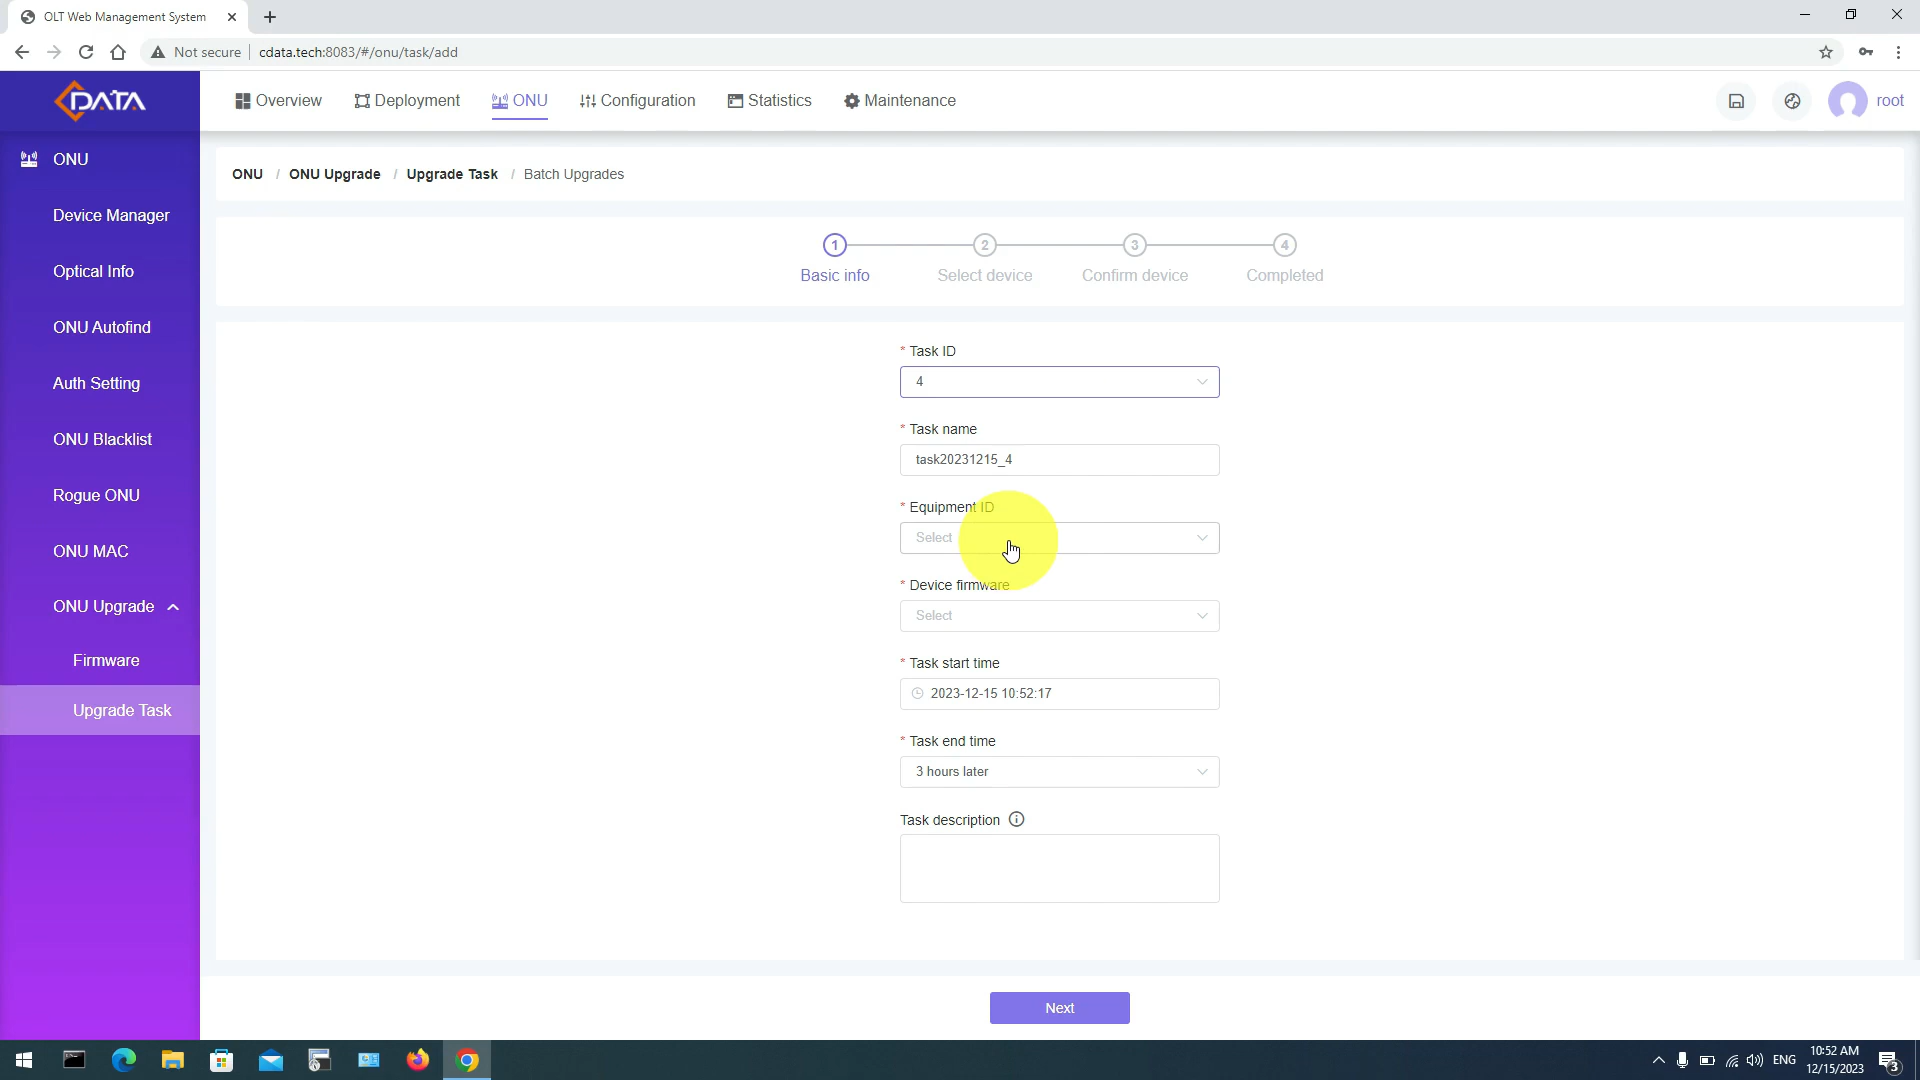 OLT Web Management System
Not secure
cdata.tech:8083/#/onu/task/add
DATA
Overview
Deployment
ONU
Configuration
Statistics
Maintenance
root
ONU
Device Manager
Optical Info
ONU Autofind
Auth Setting
ONU Blacklist
Rogue ONU
ONU MAC
ONU Upgrade
Firmware
Upgrade Task
ONU / ONU Upgrade / Upgrade Task / Batch Upgrades
1 2 3 4
Basic info Select device Confirm device Completed
* Task ID
4
* Task name
task20231215_4
* Equipment ID
Select
* Device firmware
Select
* Task start time
2023-12-15 10:52:17
* Task end time
3 hours later
Task description
Next
ENG
10:52 AM
12/15/2023
3